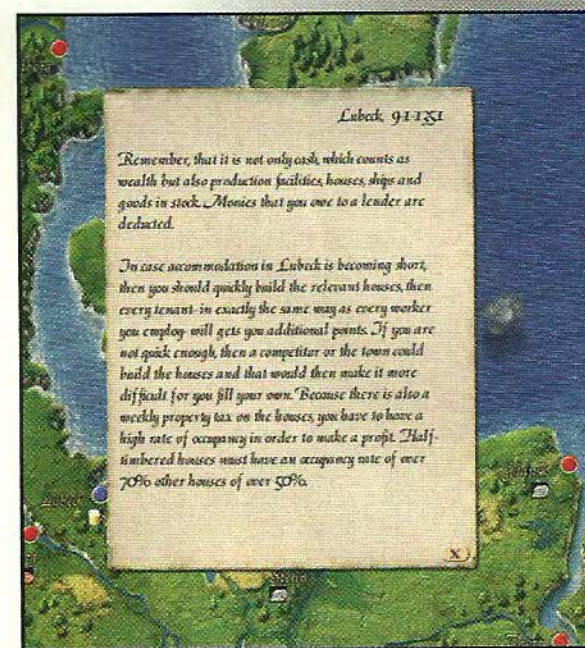 Lubeck,
Remember, that it is not only cash, which counts as
wealth but also production facilities, houses, ships and
goods in stock. Monies that you owe to a lender are
deducted.
In case accommodation in Lubeck is becoming short,
then you should quickly build the relevant houses, then
every tenant-in exactly the same way as every worker
you employ-will gets you additional points. If you are
not quick enough, then a competitor or the town could
build the houses and that would then make it more
difficult for you fill your own. Because there is also a
weekly property tax on the houses, you have to have a
high rate of occupancy in order to make a profit. Half-
timbered houses must have an occupancy rate of over
70% other houses of over 50%.
X